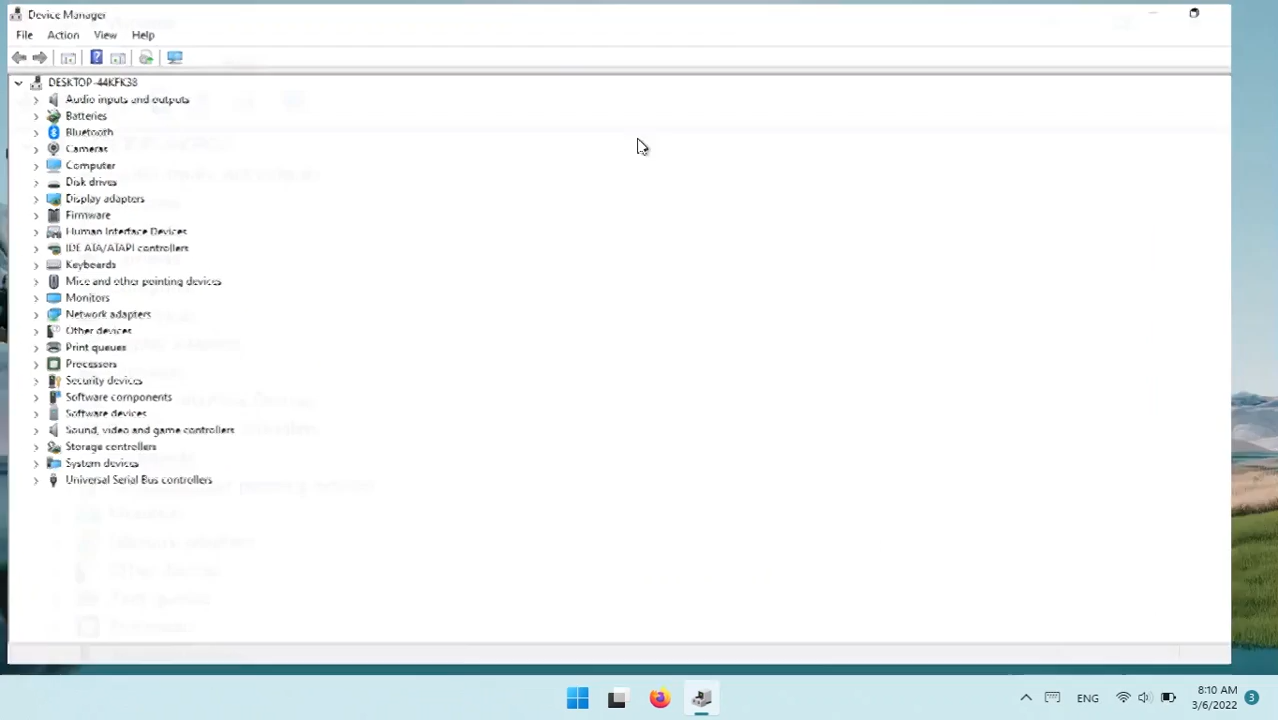 Device Manager
File Action View Help
DESKTOP-44KFK38
Audio inputs and outputs
Batteries
Bluetooth
Cameras
Computer
Disk drives
Display adapters
Firmware
Human Interface Devices
IDE ATA/ATAPI controllers
Keyboards
Mice and other pointing devices
Monitors
Network adapters
Other devices
Print queues
Processors
Security devices
Software components
Software devices
Sound, video and game controllers
Storage controllers
System devices
Universal Serial Bus controllers
ENG
8:10 AM
3/6/2022
3